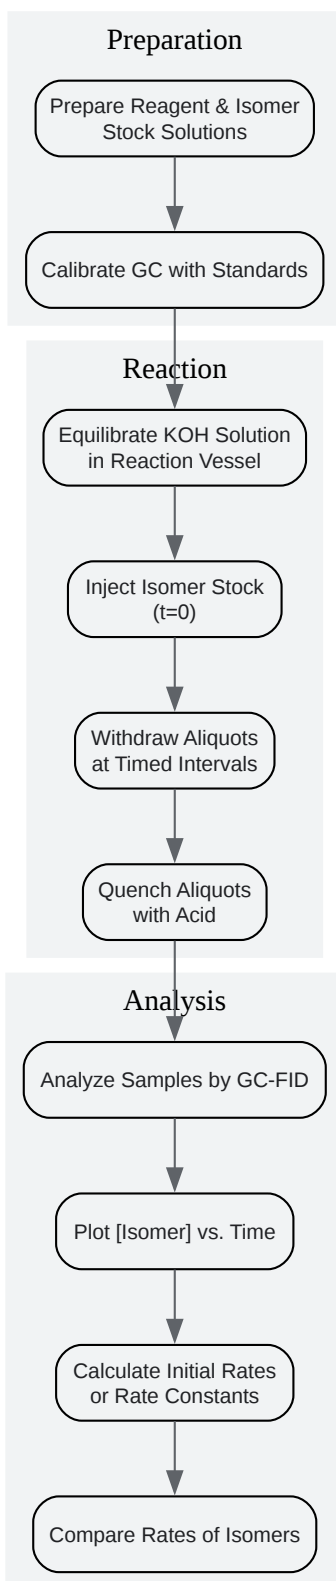 Preparation
Prepare Reagent & Isomer
Stock Solutions
Calibrate GC with Standards
Reaction
Equilibrate KOH Solution
in Reaction Vessel
Inject Isomer Stock
(t=0)
Withdraw Aliquots
at Timed Intervals
Quench Aliquots
with Acid
Analysis
Analyze Samples by GC-FID
Plot [Isomer] vs. Time
Calculate Initial Rates
or Rate Constants
Compare Rates of Isomers